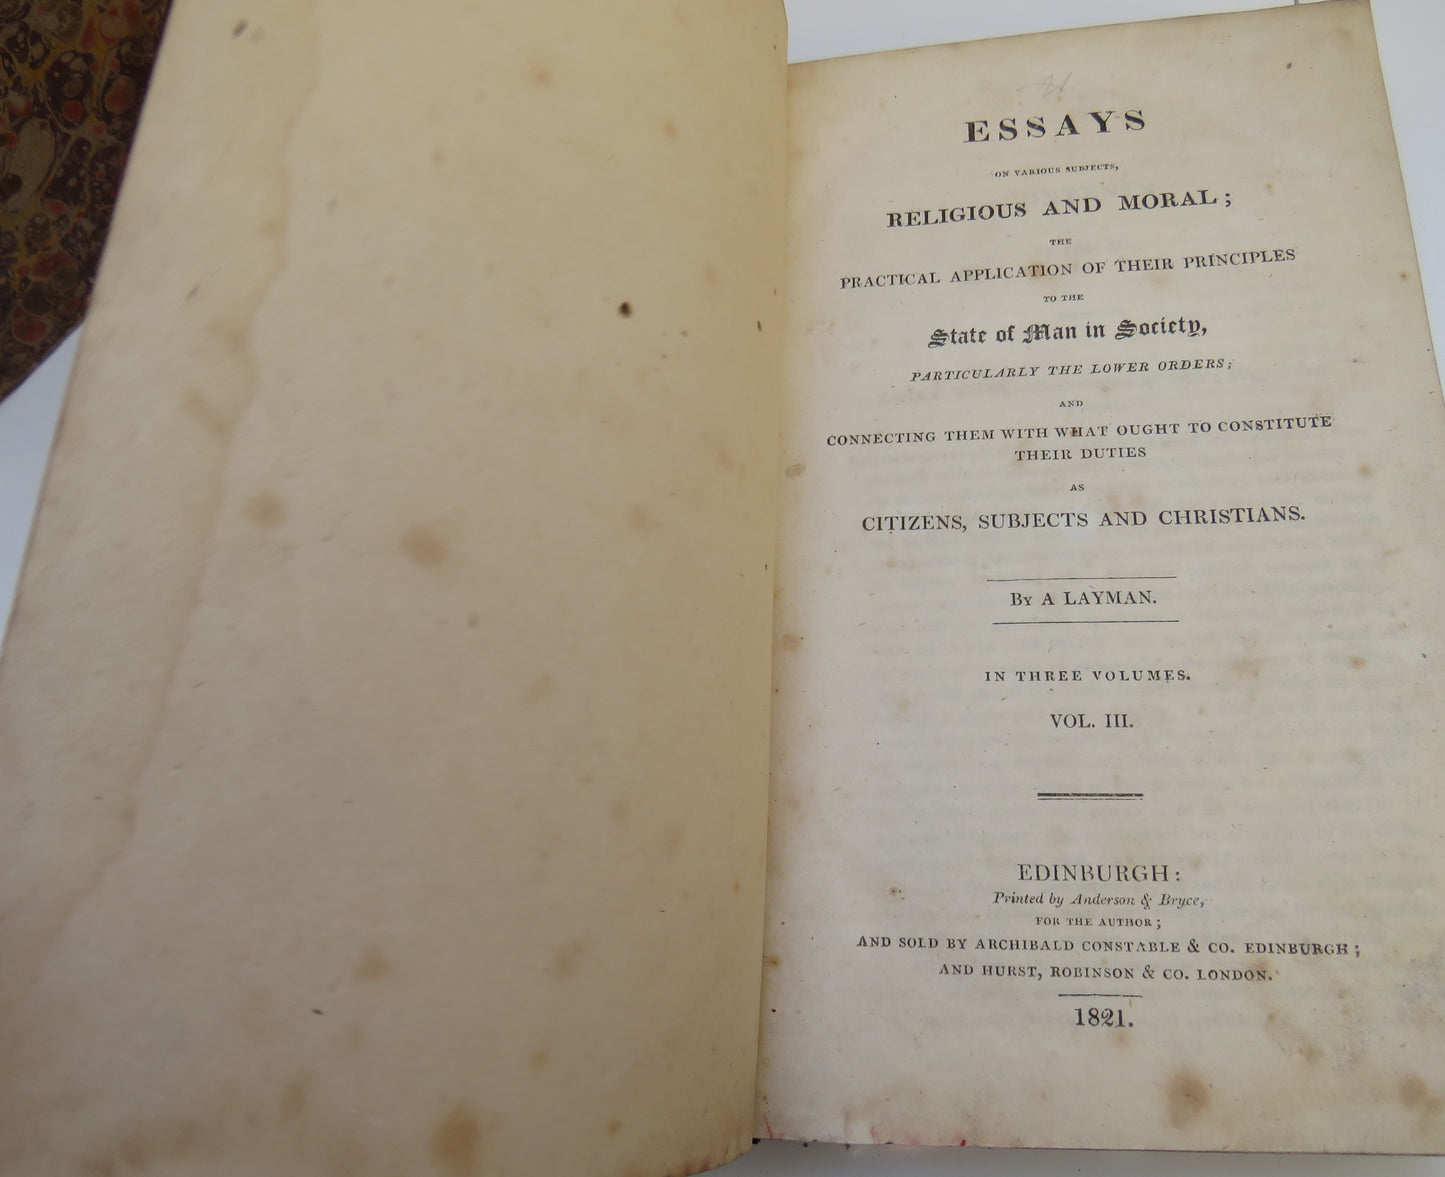 ESSAYS
ON VARIOUS SUBJECTS,
RELIGIOUS AND MORAL;
THE
PRACTICAL APPLICATION OF THEIR PRINCIPLES
TO THE
State of Man in Society,
PARTICULARLY THE LOWER ORDERS;
AND
CONNECTING THEM WITH WHAT OUGHT TO CONSTITUTE
THEIR DUTIES
AS
CITIZENS, SUBJECTS AND CHRISTIANS.
BY A LAYMAN.
IN THREE VOLUMES.
VOL. III.
EDINBURGH:
Printed by Anderson & Bryce,
FOR THE AUTHOR;
AND SOLD BY ARCHIBALD CONSTABLE & CO. EDINBURGH;
AND HURST, ROBINSON & CO. LONDON.
1821.